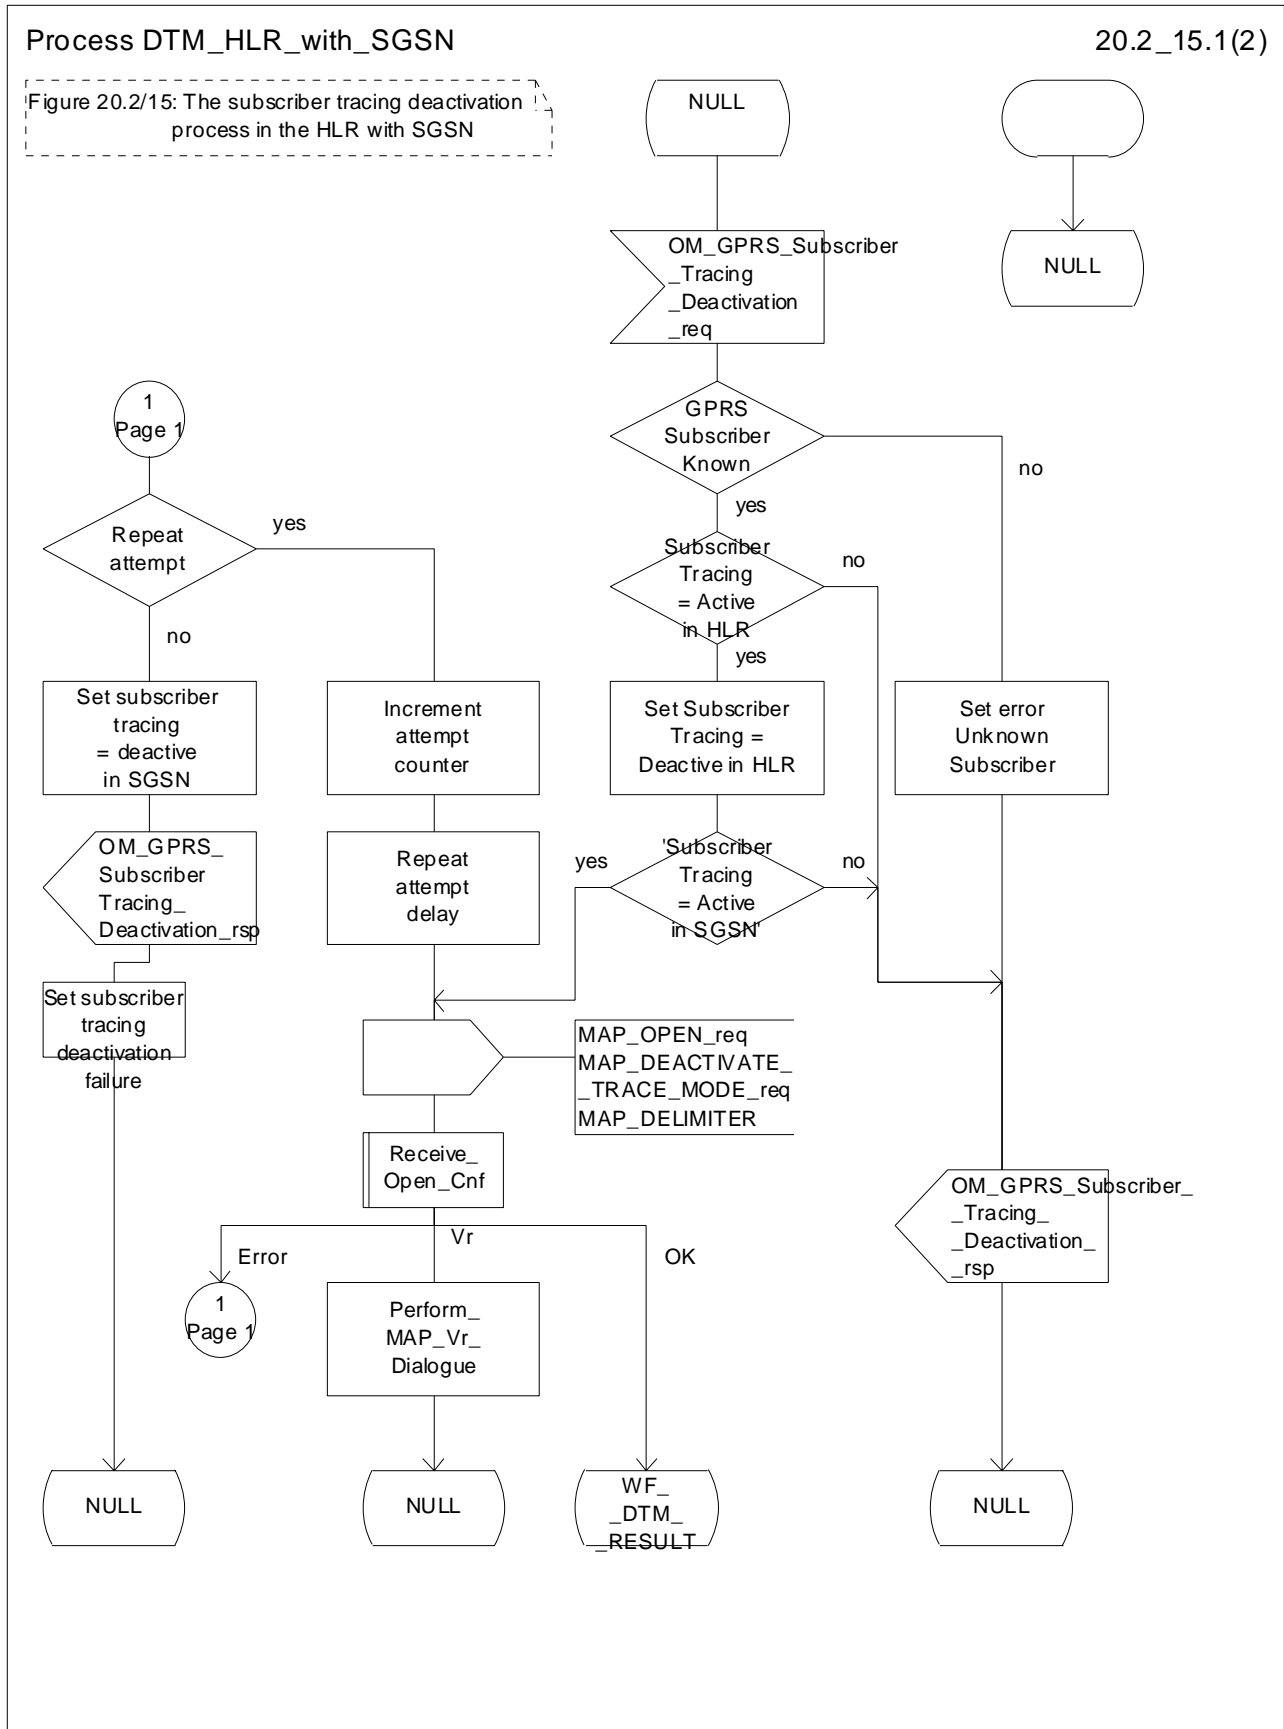 Process DTM_HLR_with_SGSN
20.2_15.1(2)
Figure 20.2/15: The subscriber tracing deactivation
process in the HLR with SGSN
NULL
NULL
OM_GPRS_Subscriber
_Tracing
_Deactivation
_req
1
Page 1
GPRS
Subscriber
Known
no
yes
Repeat
attempt
yes
no
Subscriber
Tracing
= Active
in HLR
no
yes
Set subscriber
tracing
= deactive
in SGSN
Increment
attempt
counter
Set Subscriber
Tracing =
Deactive in HLR
Set error
Unknown
Subscriber
OM_GPRS_
Subscriber
Tracing_
Deactivation_rsp
Repeat
attempt
delay
yes
'Subscriber
Tracing
= Active
in SGSN'
no
Set subscriber
tracing
deactivation
failure
MAP_OPEN_req
MAP_DEACTIVATE_
_TRACE_MODE_req
MAP_DELIMITER
Receive_
Open_Cnf
OM_GPRS_Subscriber_
_Tracing_
_Deactivation_
_rsp
Error
Vr
OK
1
Page 1
Perform_
MAP_Vr_
Dialogue
NULL
NULL
WF_
_DTM_
_RESULT
NULL